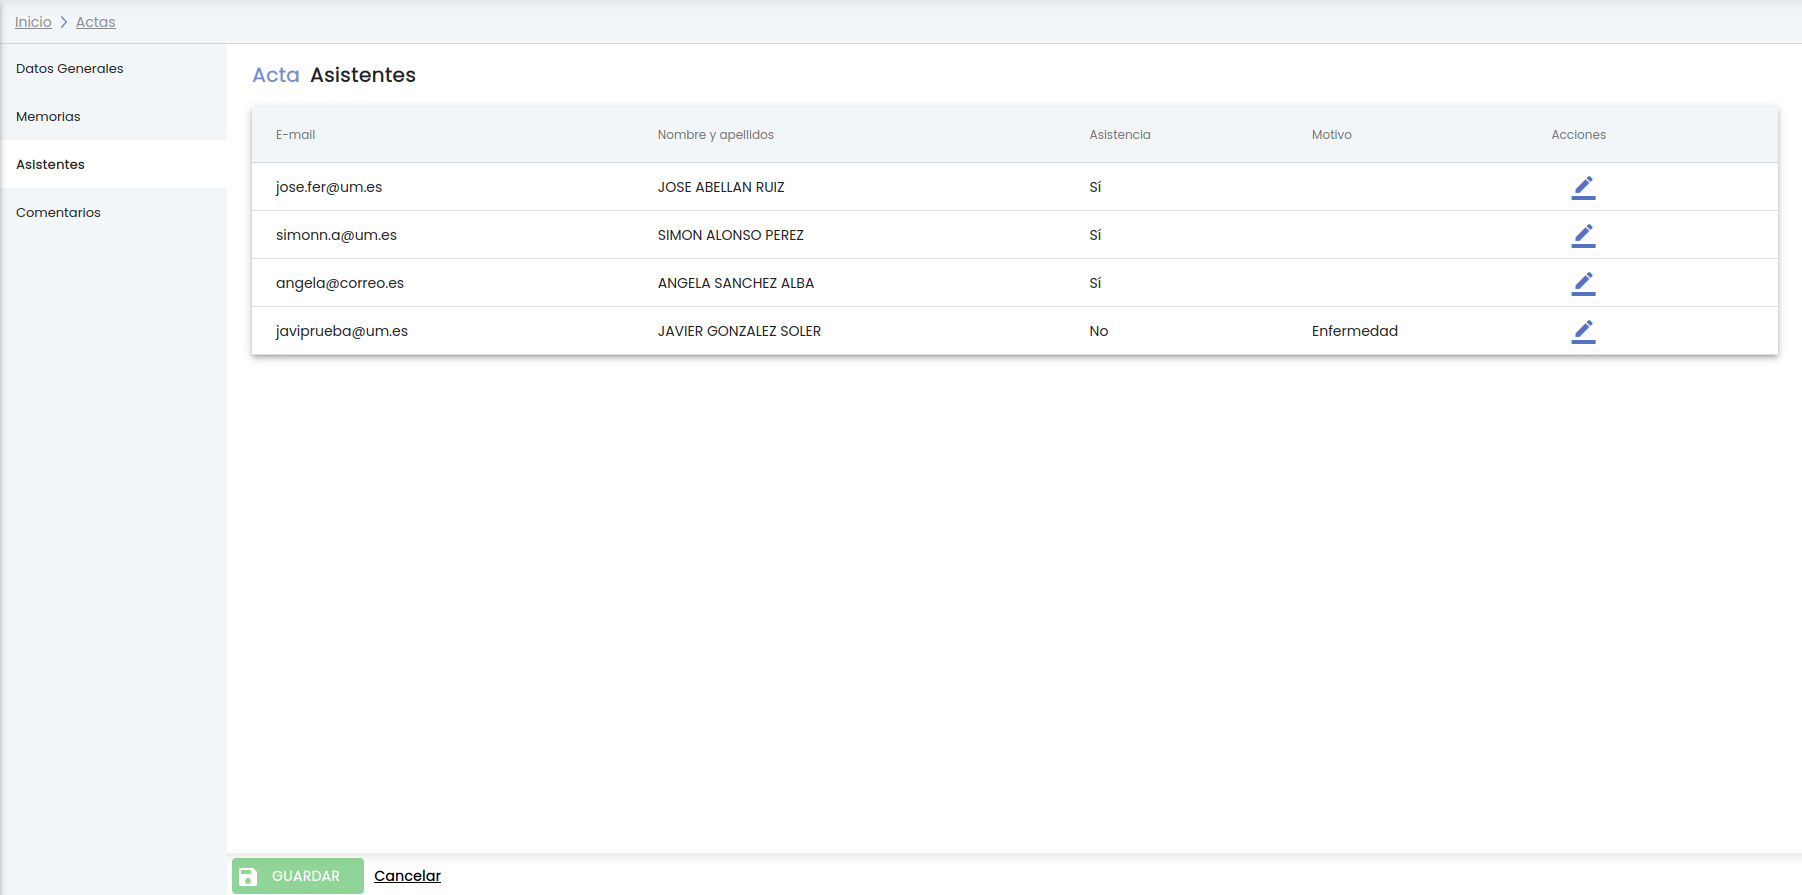 Inicio > Actas
Datos Generales
Memorias
Asistentes
Comentarios
Acta Asistentes
E-mail Nombre y apellidos Asistencia Motivo Acciones
jose.fer@um.es JOSE ABELLAN RUIZ Sí
simonn.a@um.es SIMON ALONSO PEREZ Sí
angela@correo.es ANGELA SANCHEZ ALBA Sí
javiprueba@um.es JAVIER GONZALEZ SOLER No Enfermedad
GUARDAR Cancelar